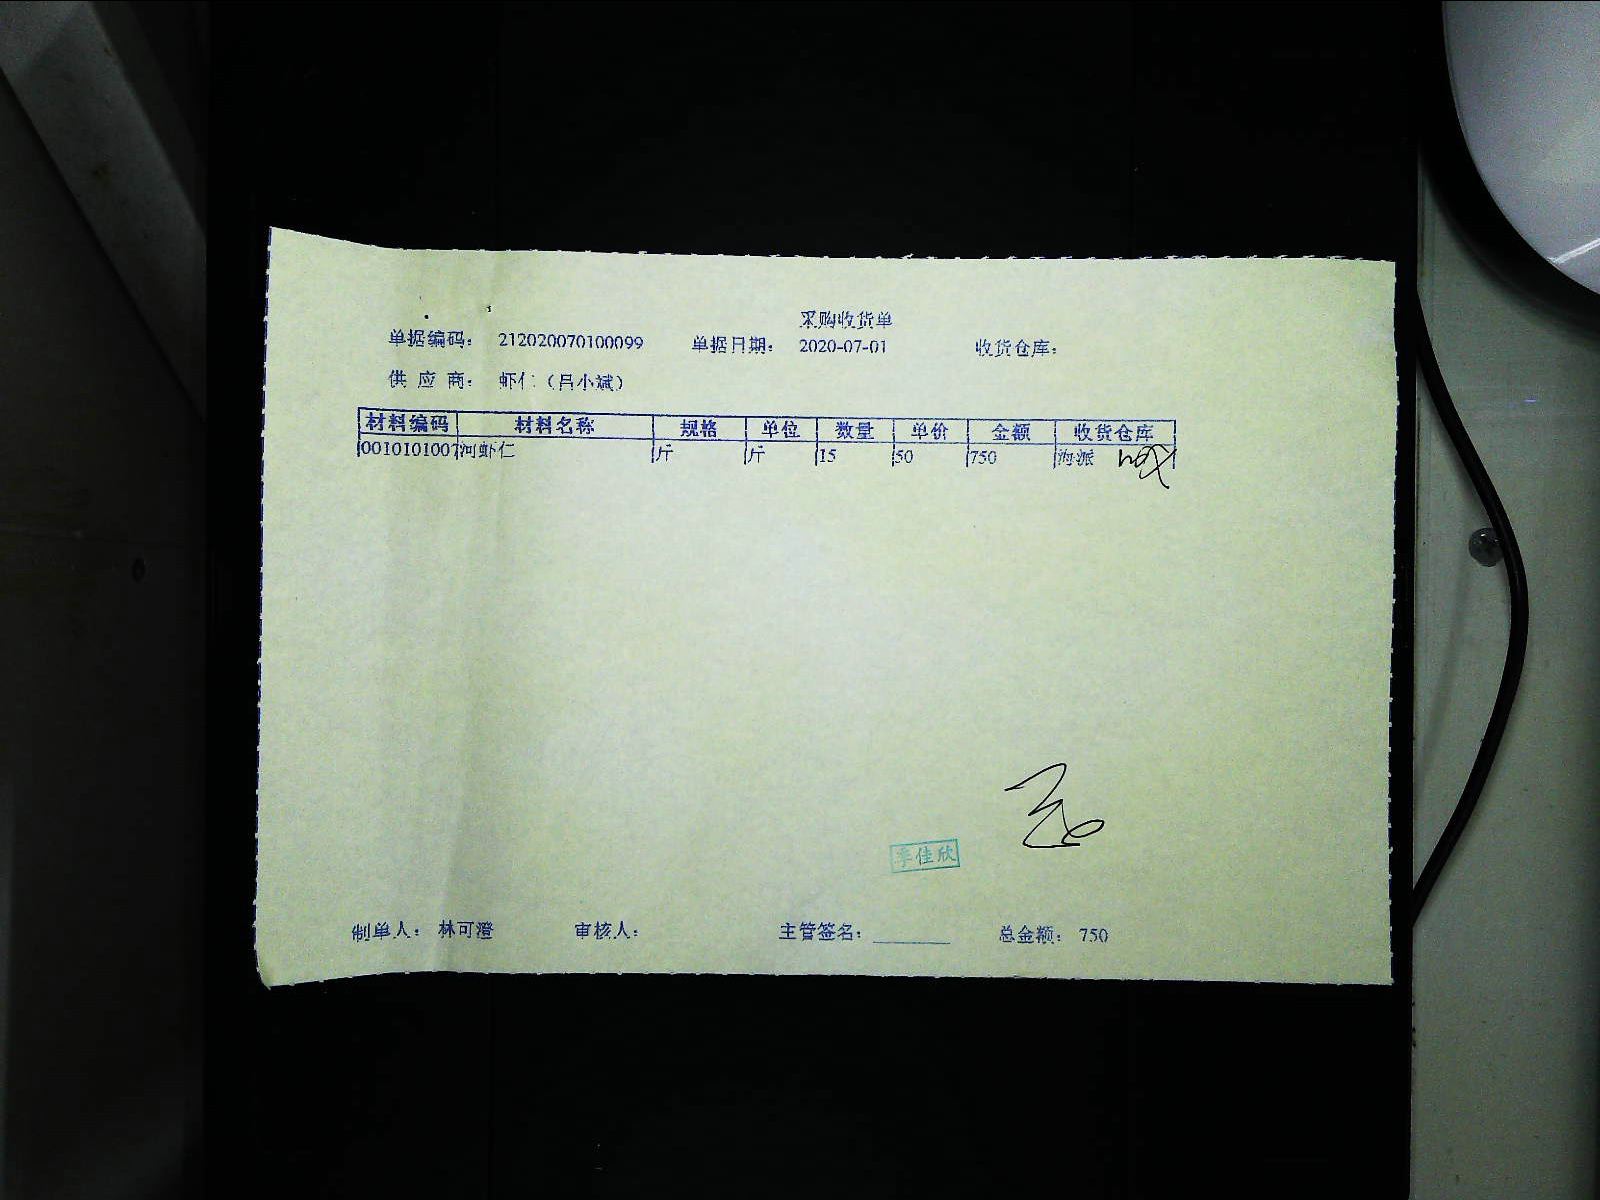 采购收货单
单据编码： 212020070100099 单据日期： 2020-07-01 收货仓库：
供 应 商： 虾仁（吕小斌）
材料编码 材料名称 规格 单位 数量 单价 金额 收货仓库
0010101007 河虾仁 斤 斤 15 50 750 海派
李佳欣
制单人： 林可澄 审核人： 主管签名： 总金额： 750